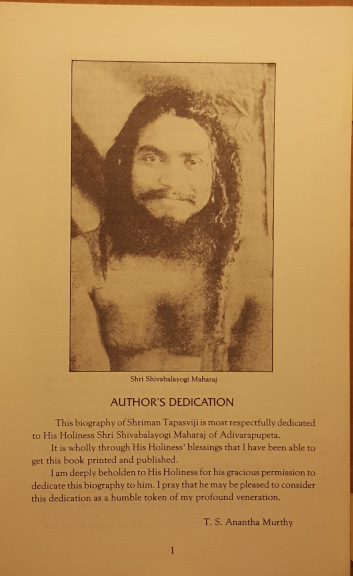 Shri Shivabalayogi Maharaj
AUTHOR'S DEDICATION
This biography of Shriman Tapasviji is most respectfully dedicated
to His Holiness Shri Shivabalayogi Maharaj of Adivarapupeta.
It is wholly through His Holiness' blessings that I have been able to
get this book printed and published.
I am deeply beholden to His Holiness for his gracious permission to
dedicate this biography to him. I pray that he may be pleased to consider
this dedication as a humble token of my profound veneration.
T. S. Anantha Murthy
1